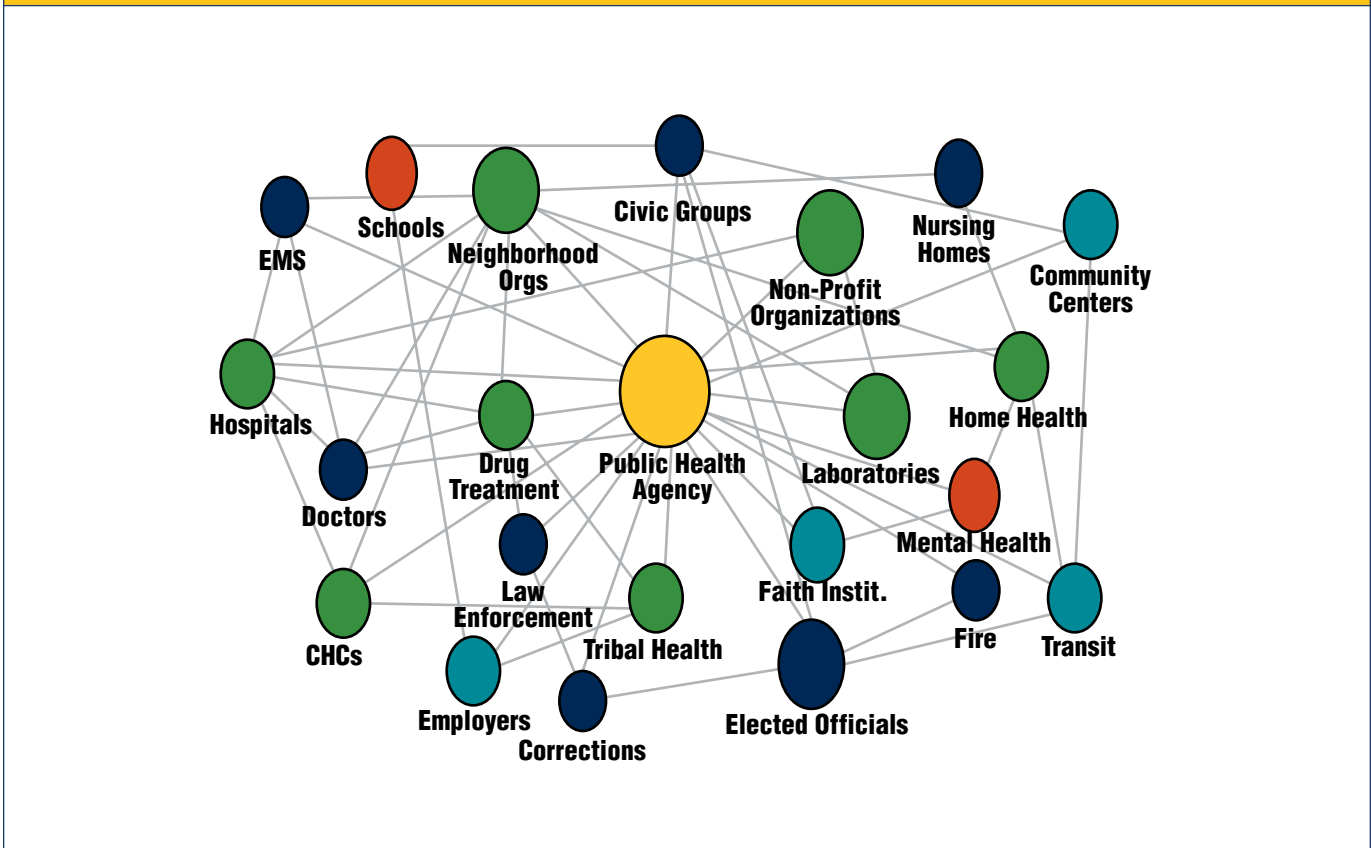 Schools
Civic Groups
EMS
Neighborhood
Orgs
Nursing
Homes
Community
Centers
Non-Profit
Organizations
Hospitals
Home Health
Drug
Treatment
Public Health
Agency
Laboratories
Doctors
Mental Health
Law
Enforcement
Faith Instit.
CHCs
Tribal Health
Fire
Transit
Employers
Corrections
Elected Officials